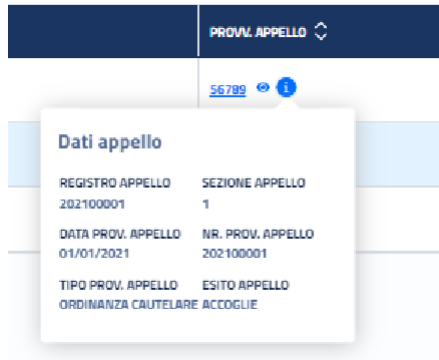 PROVV. APPELLO
56789
Dati appello
REGISTRO APPELLO SEZIONE APPELLO
202100001 1
DATA PROV. APPELLO NR. PROV. APPELLO
01/01/2021 202100001
TIPO PROV. APPELLO ESITO APPELLO
ORDINANZA CAUTELARE ACCOGLIE